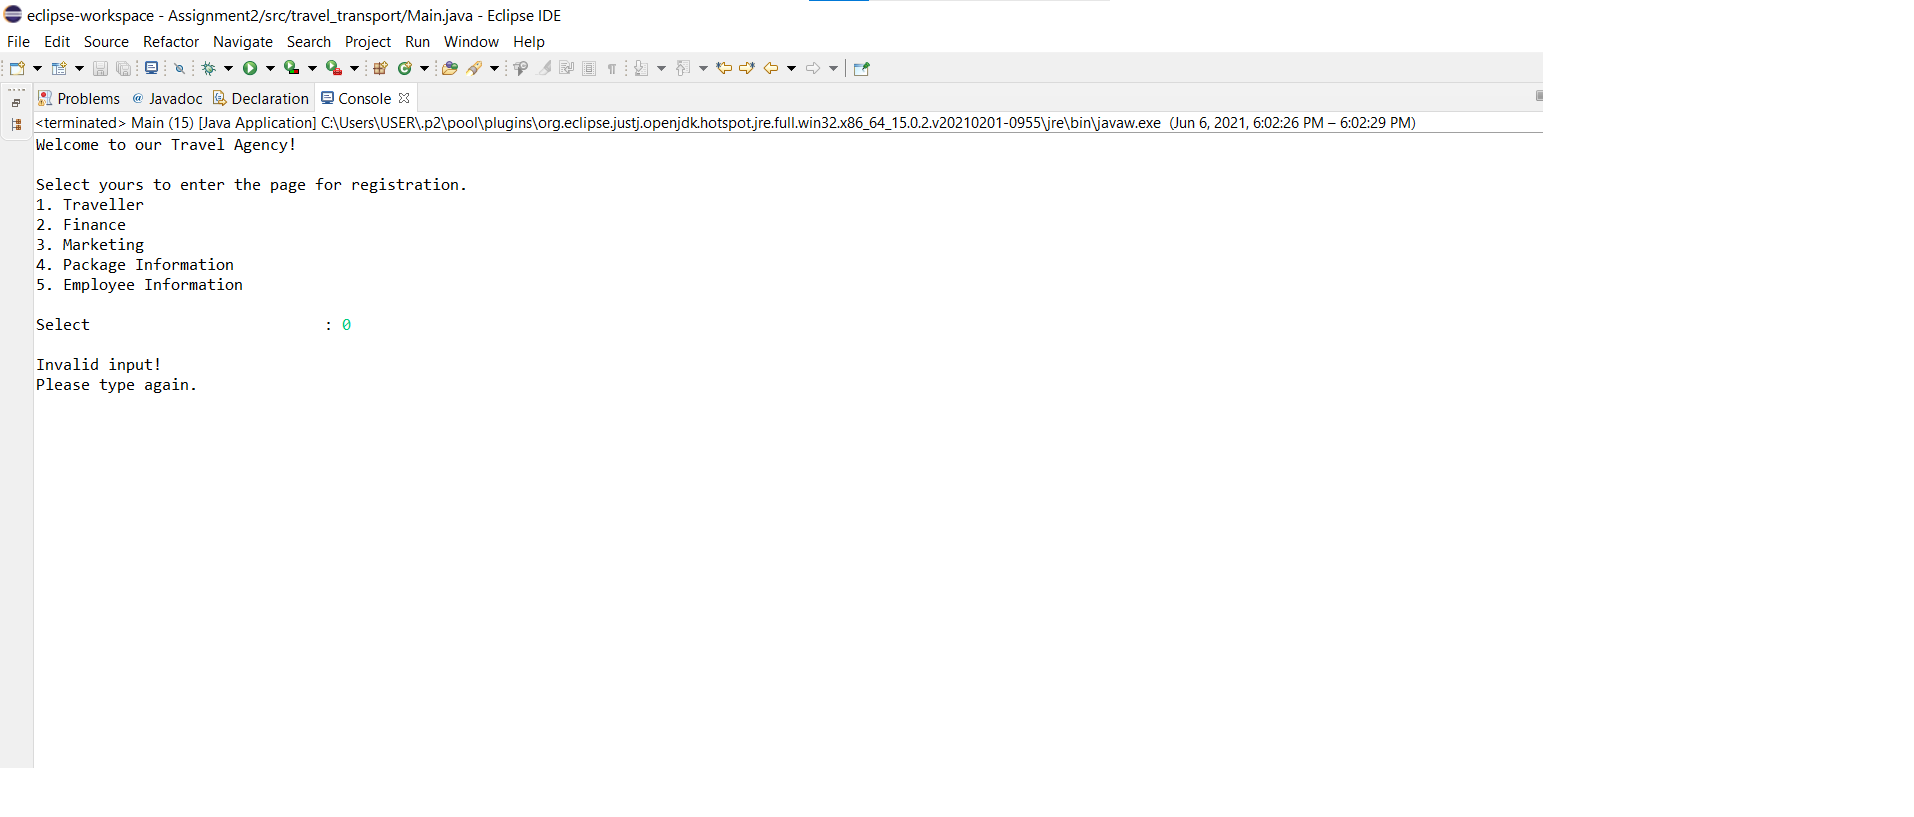 eclipse-workspace - Assignment2/src/travel_transport/Main.java - Eclipse IDE
File Edit Source Refactor Navigate Search Project Run Window Help
Problems @ Javadoc Declaration Console
<terminated> Main (15) [Java Application] C:\Users\USER\.p2\pool\plugins\org.eclipse.justj.openjdk.hotspot.jre.full.win32.x86_64_15.0.2.v20210201-0955\jre\bin\javaw.exe (Jun 6, 2021, 6:02:26 PM – 6:02:29 PM)
Welcome to our Travel Agency!
Select yours to enter the page for registration.
1. Traveller
2. Finance
3. Marketing
4. Package Information
5. Employee Information
Select : 0
Invalid input!
Please type again.